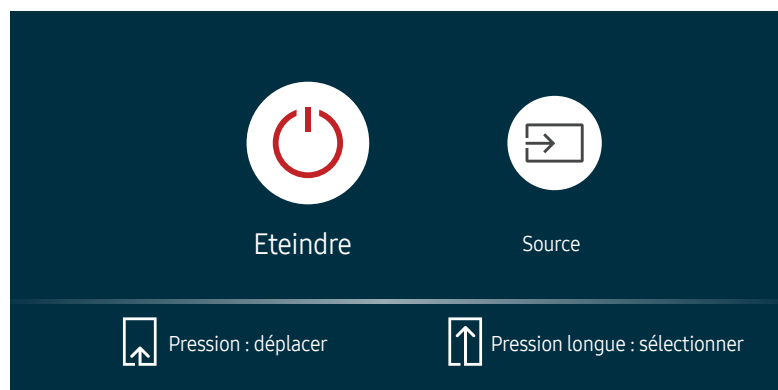 Eteindre
Source
Pression : déplacer
Pression longue : sélectionner